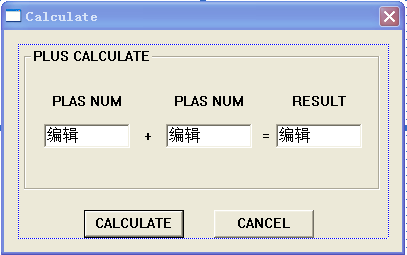 Calculate
PLUS CALCULATE
PLAS NUM PLAS NUM RESULT
编辑 + 编辑 = 编辑
CALCULATE CANCEL